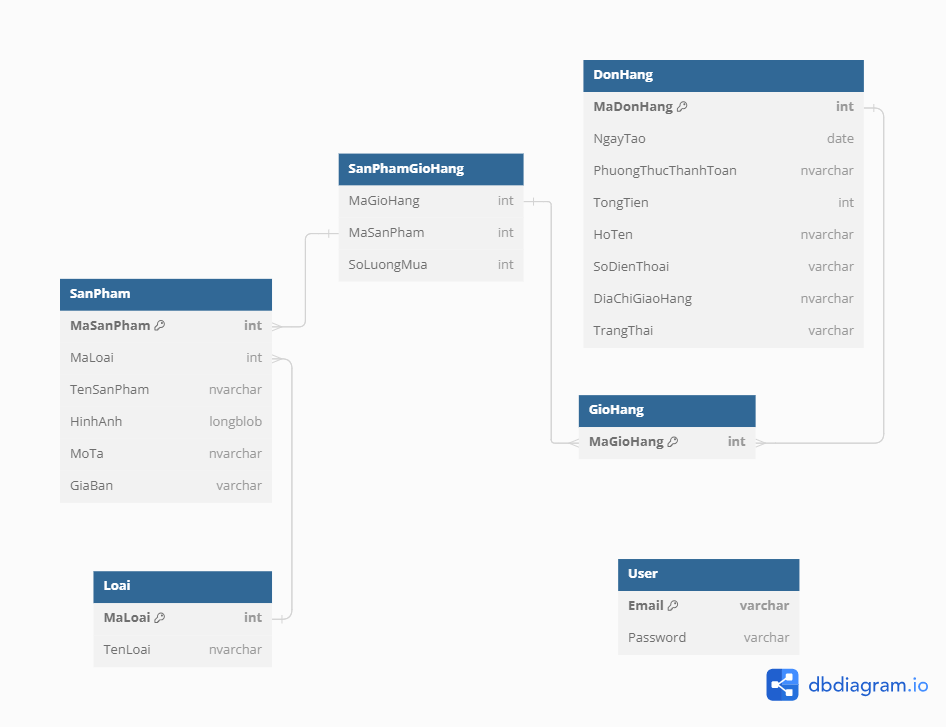 DonHang
MaDonHang int
NgayTao date
PhuongThucThanhToan nvarchar
TongTien int
HoTen nvarchar
SoDienThoai varchar
DiaChiGiaoHang nvarchar
TrangThai varchar
SanPhamGioHang
MaGioHang int
MaSanPham int
SoLuongMua int
SanPham
MaSanPham int
MaLoai int
TenSanPham nvarchar
HinhAnh longblob
MoTa nvarchar
GiaBan varchar
GioHang
MaGioHang int
Loai
MaLoai int
TenLoai nvarchar
User
Email varchar
Password varchar
dbdiagram.io